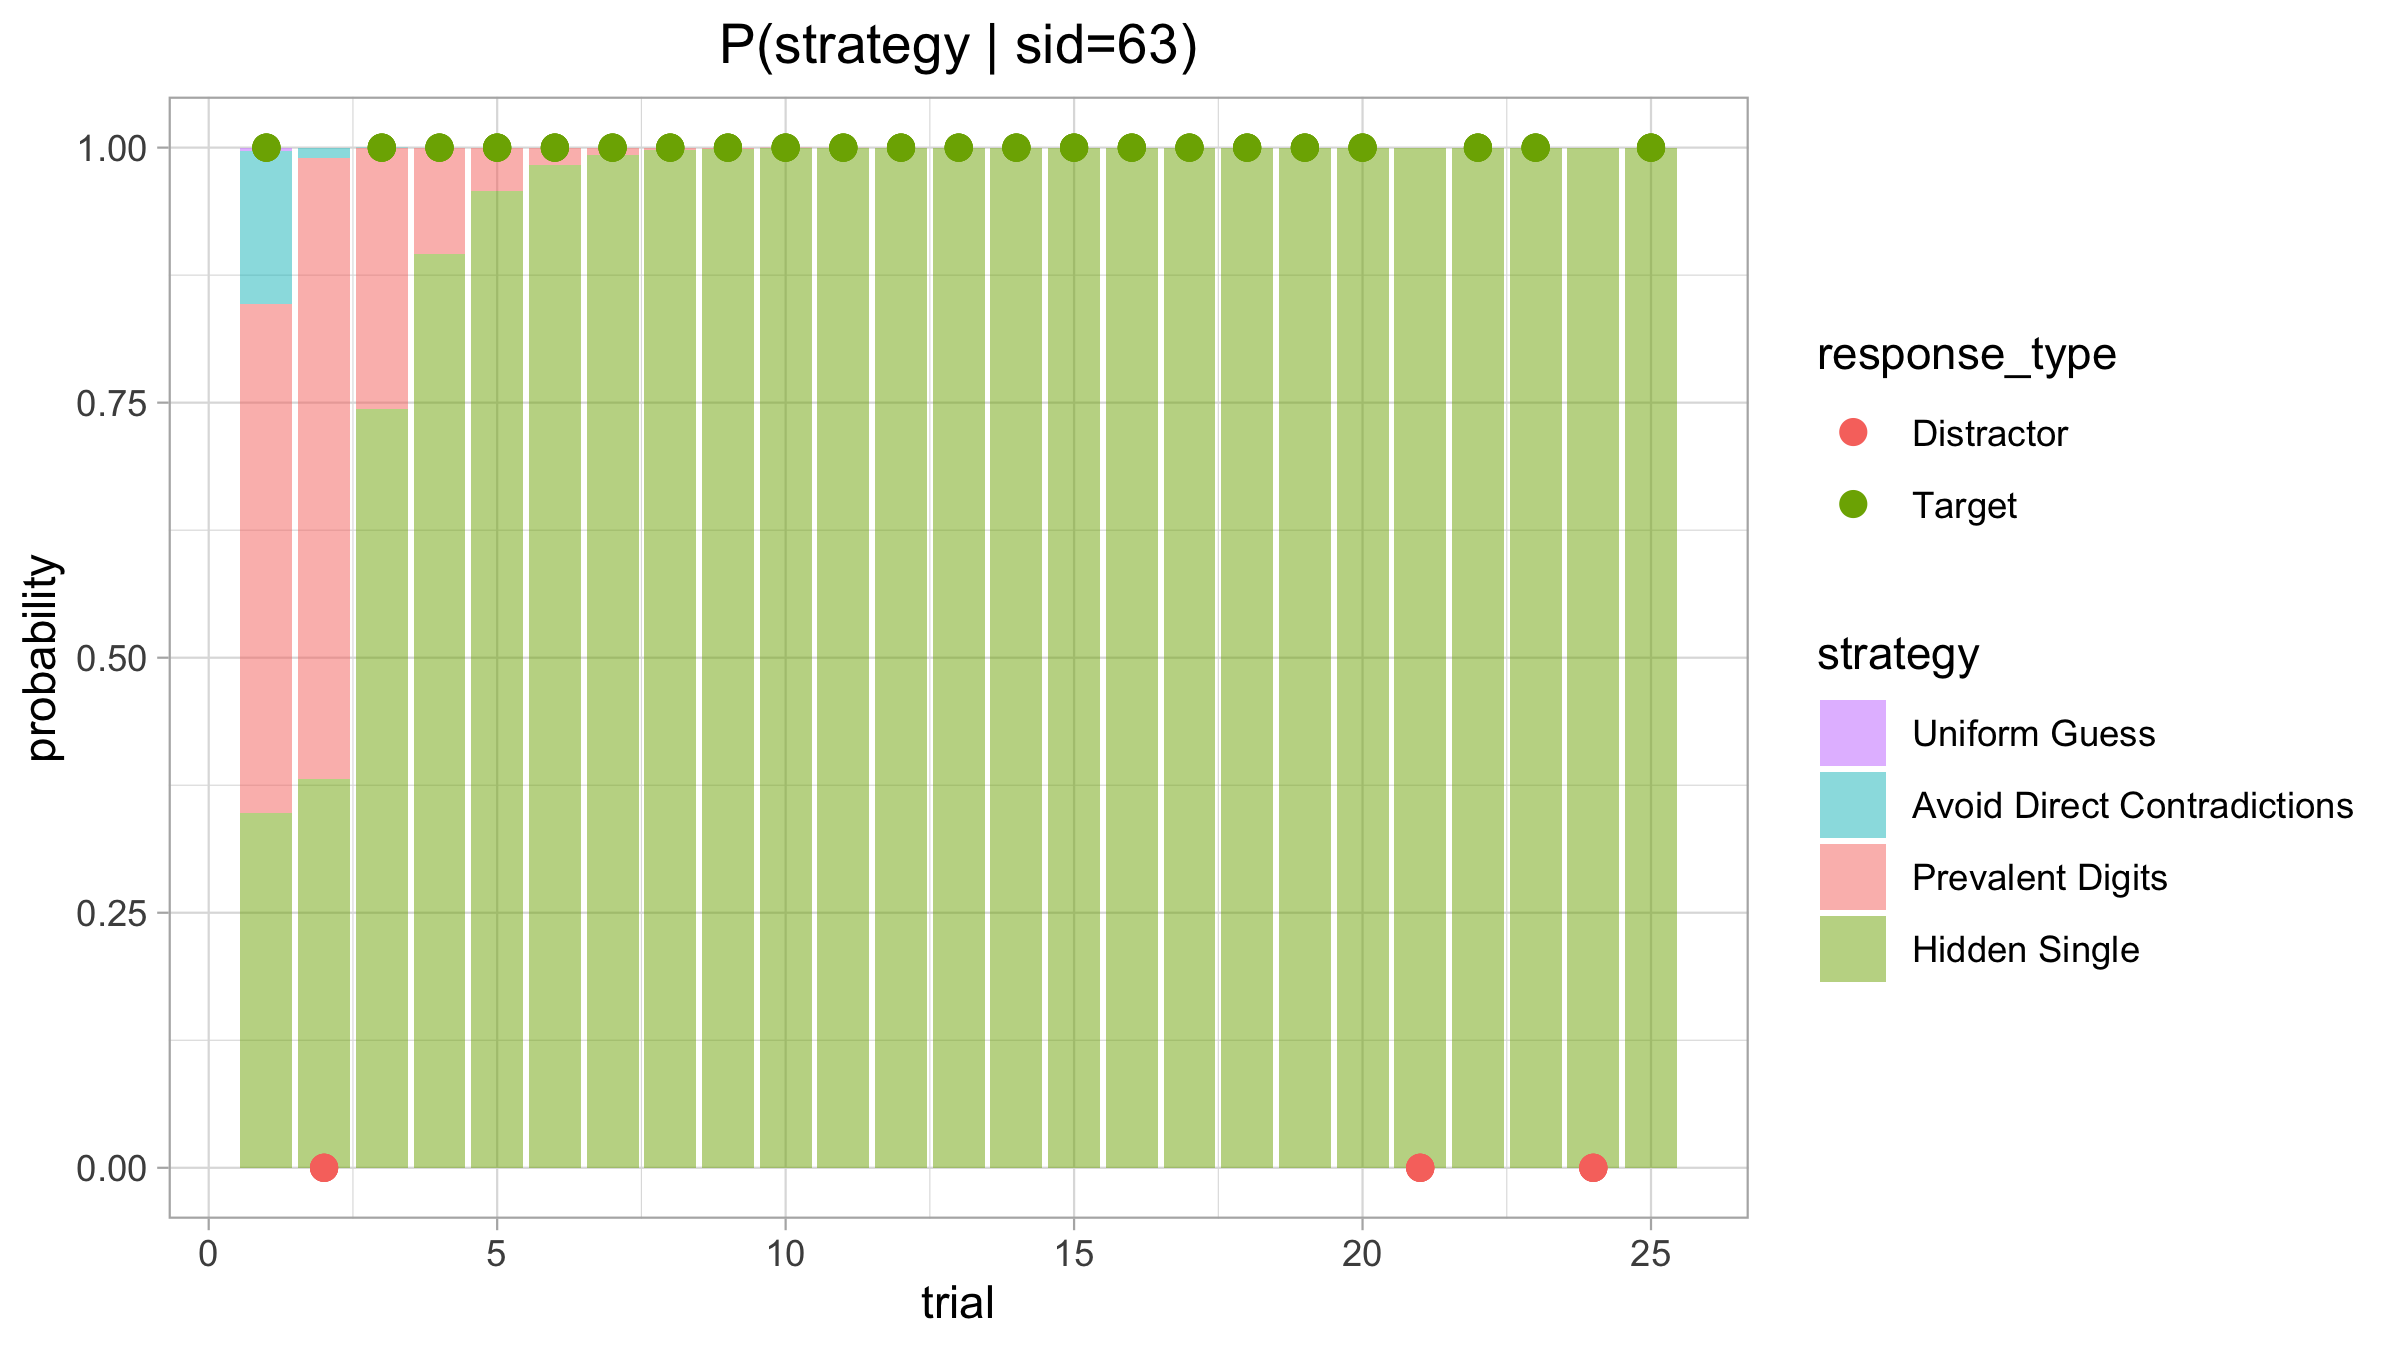 P(strategy | sid=63)
probability
1.00
0.75
0.50
0.25
0.00
0 5 10 15 20 25
trial
response_type
Distractor
Target
strategy
Uniform Guess
Avoid Direct Contradictions
Prevalent Digits
Hidden Single